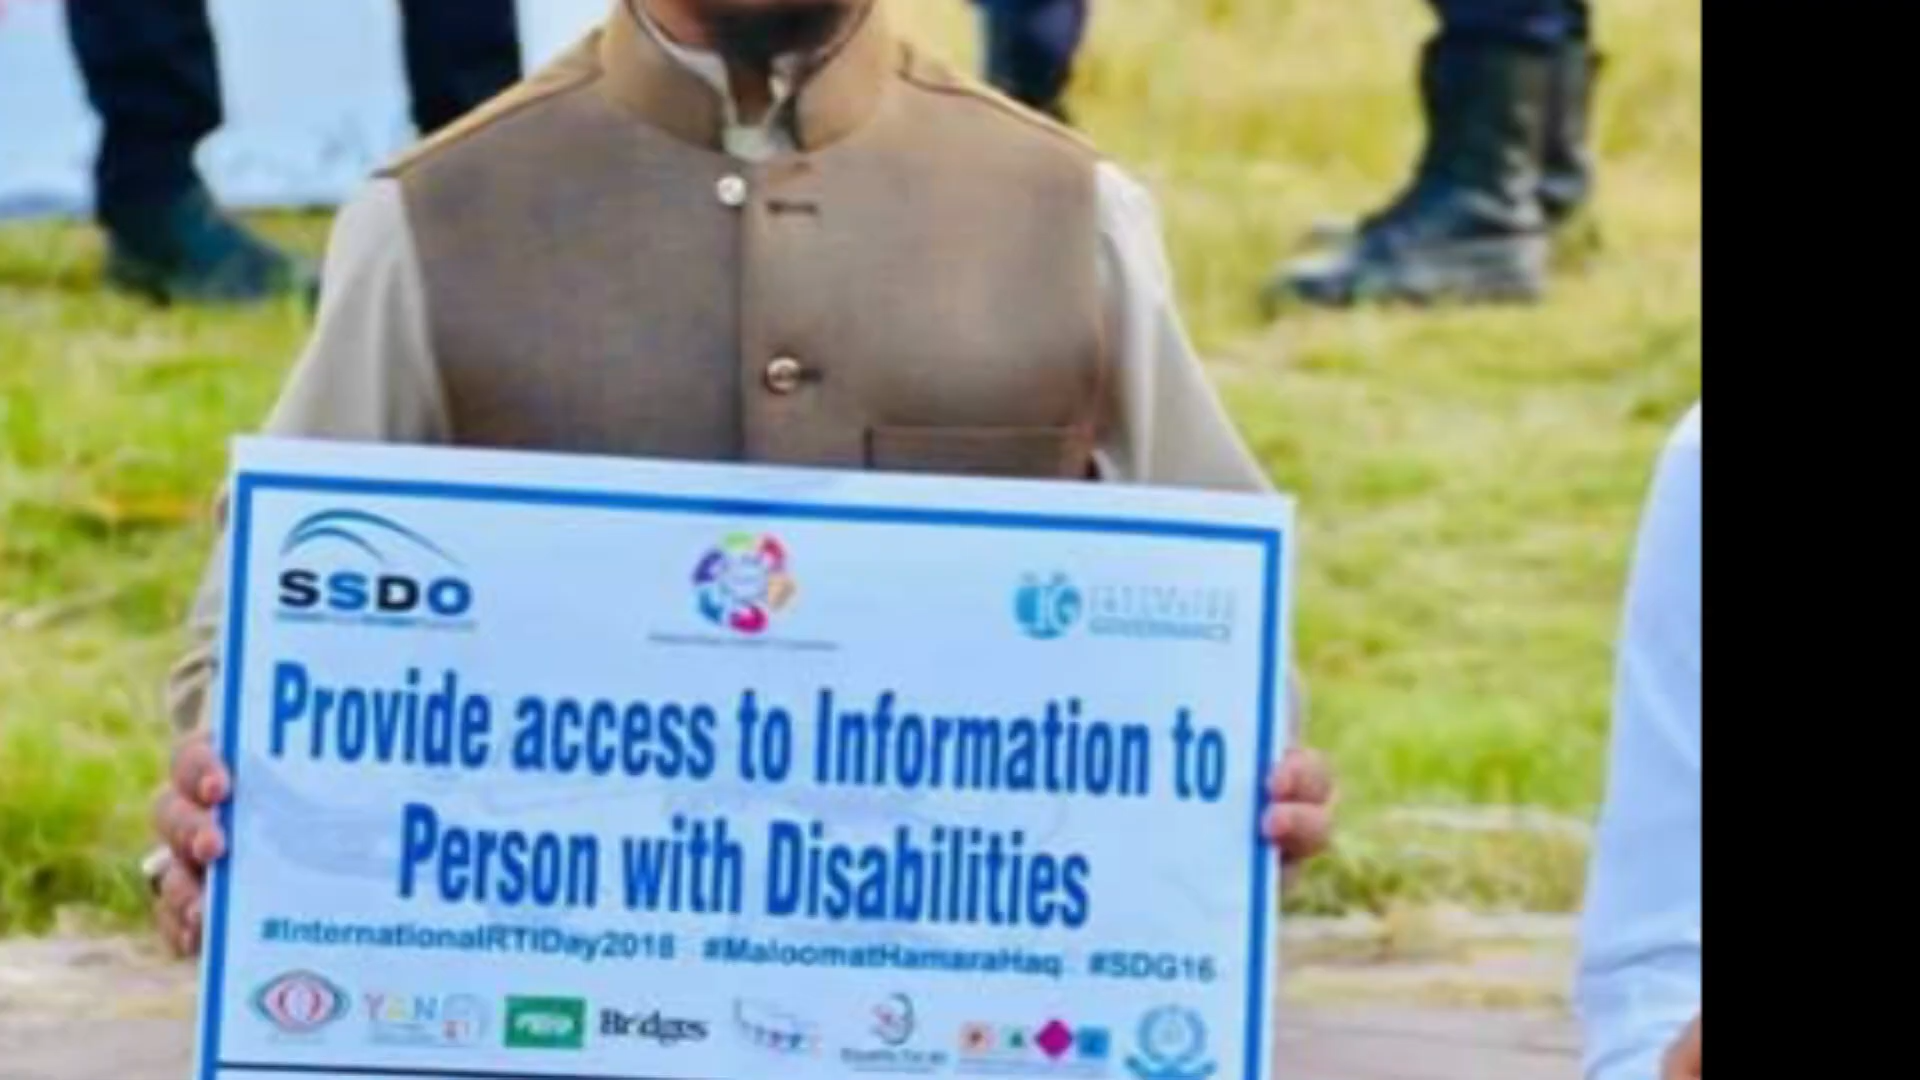 SSDO
Provide access to Information to
Person with Disabilities
#InternationalRTIDay2018 #MaloomatHamaraHaq #SDG16
Bridges